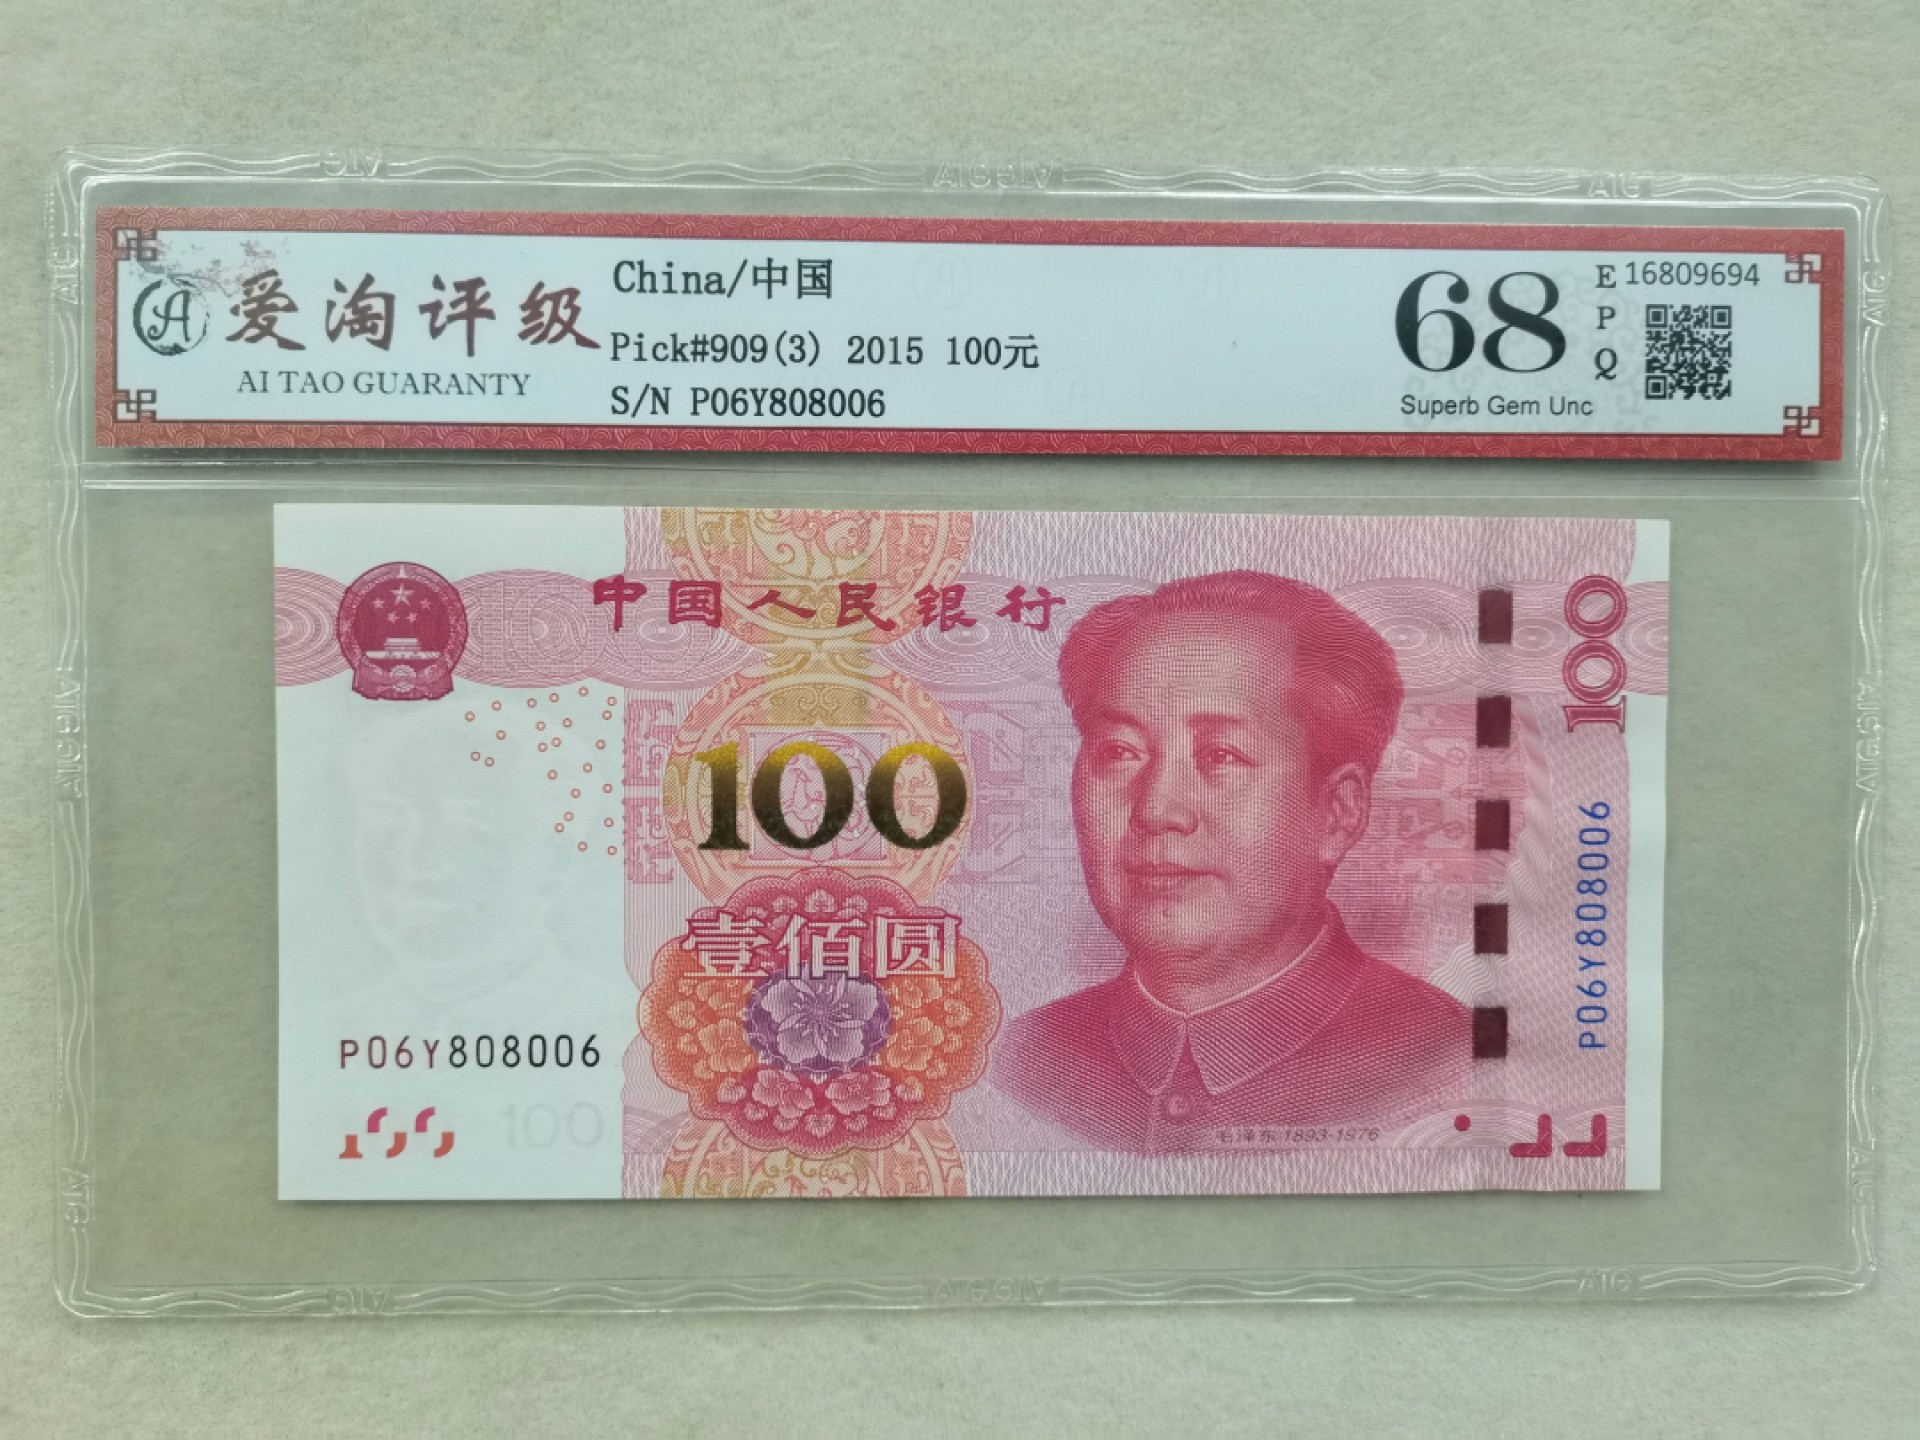 爱淘评级
AI TAO GUARANTY
China/中国
Pick#909(3) 2015 100元
S/N P06Y808006
68
EPQ
Superb Gem Unc
16809694
中国人民银行
100
100
壹佰圆
P06Y808006
P06Y808006
100
毛泽东 1893-1976